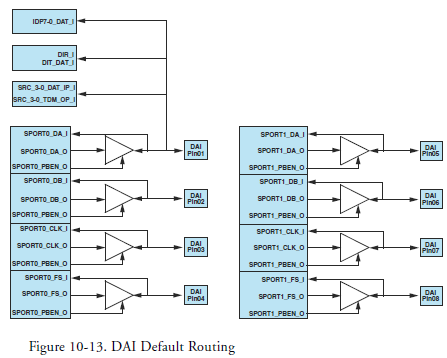 IDP7-0_DAT_I
DIR_I
DIT_DAT_I
SRC_3-0_DAT_IP_I
SRC_3-0_TDM_OP_I
SPORT0_DA_I
SPORT0_DA_O
SPORT0_PBEN_O
DAI
Pin01
SPORT0_DB_I
SPORT0_DB_O
SPORT0_PBEN_O
DAI
Pin02
SPORT0_CLK_I
SPORT0_CLK_O
SPORT0_PBEN_O
DAI
Pin03
SPORT0_FS_I
SPORT0_FS_O
SPORT0_PBEN_O
DAI
Pin04
SPORT1_DA_I
SPORT1_DA_O
SPORT1_PBEN_O
DAI
Pin05
SPORT1_DB_I
SPORT1_DB_O
SPORT1_PBEN_O
DAI
Pin06
SPORT1_CLK_I
SPORT1_CLK_O
SPORT1_PBEN_O
DAI
Pin07
SPORT1_FS_I
SPORT1_FS_O
SPORT1_PBEN_O
DAI
Pin08
Figure 10-13. DAI Default Routing